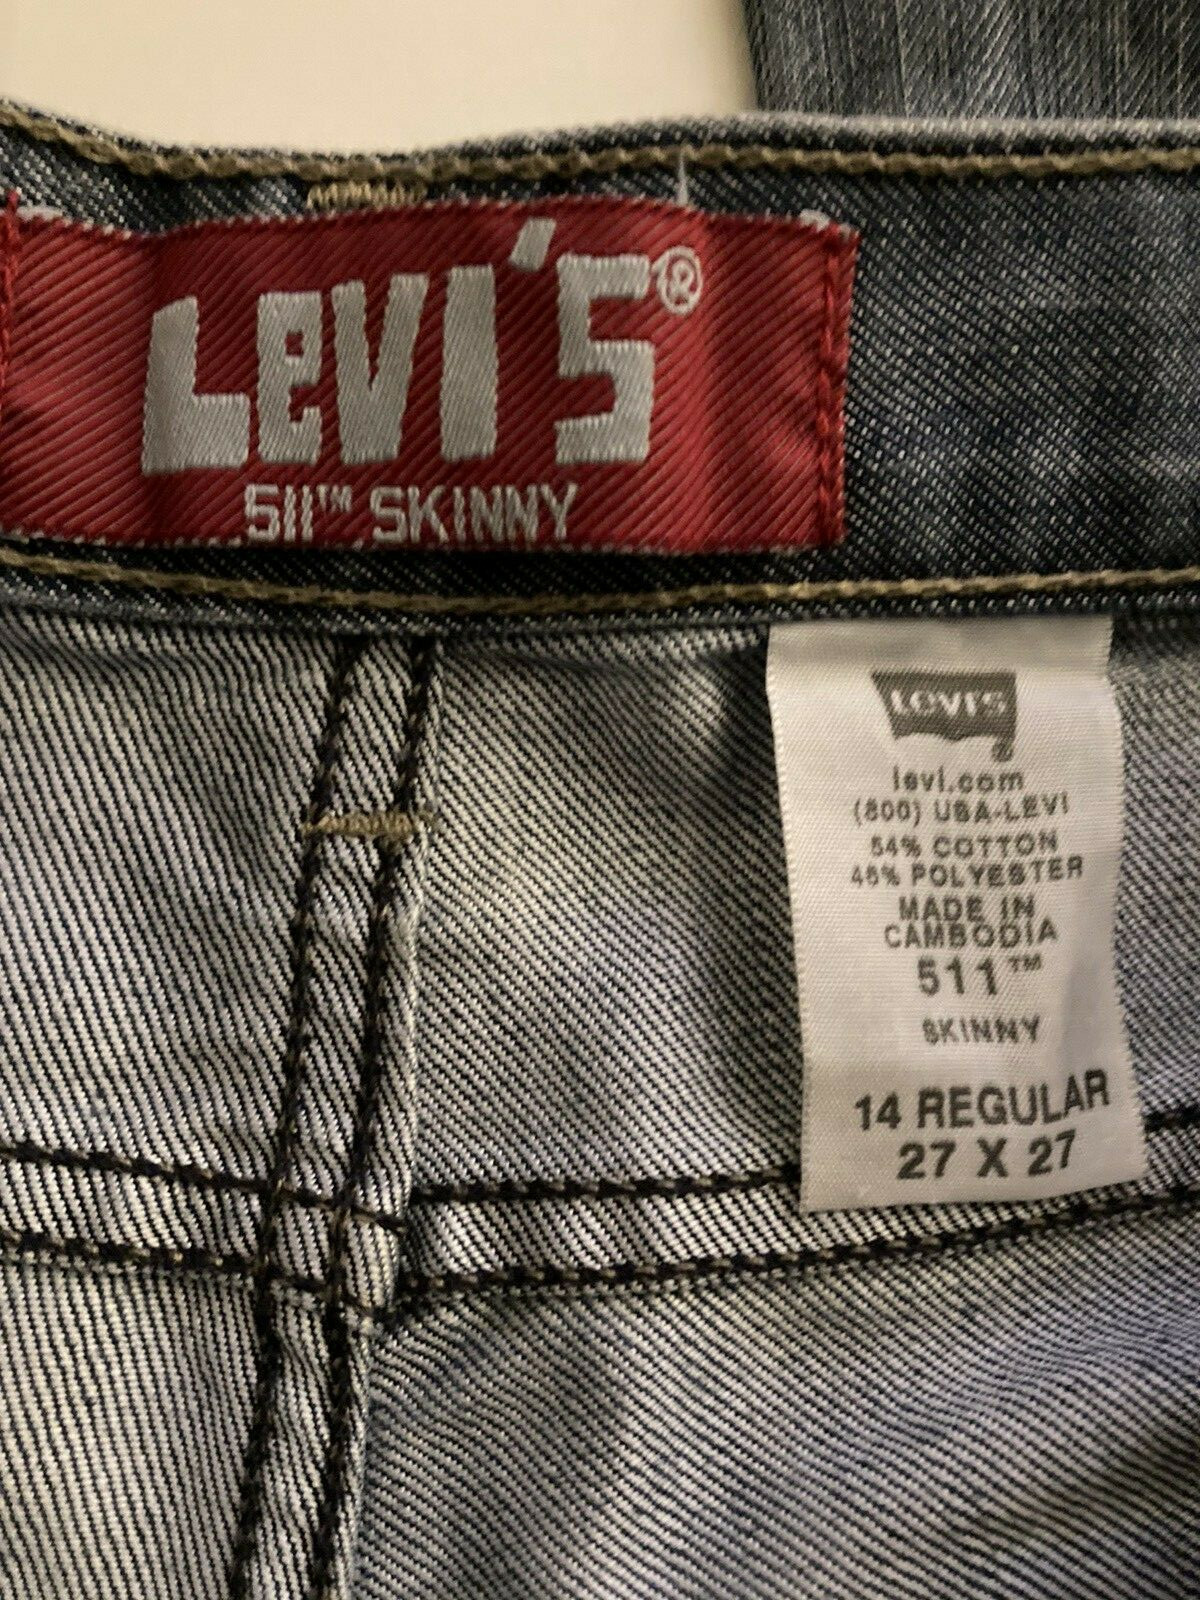 LEVI'S®
511™ SKINNY
LEVI'S
®
levi.com
(800) USA-LEVI
54% COTTON
46% POLYESTER
MADE IN
CAMBODIA
511™
SKINNY
14 REGULAR
27 X 27